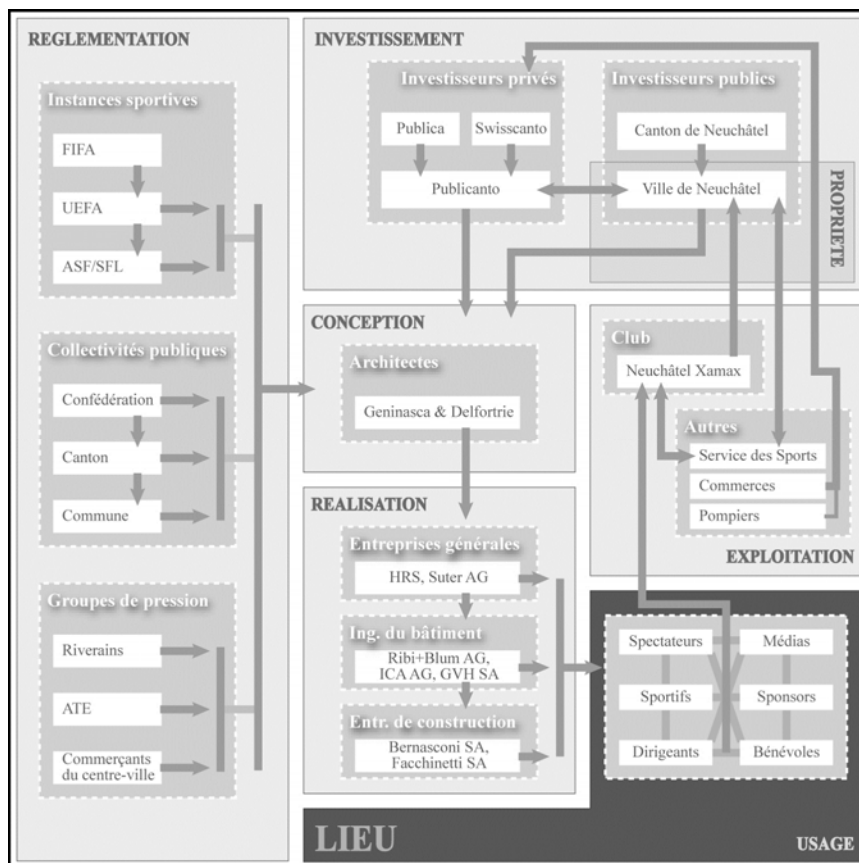 REGLEMENTATION
Instances sportives
FIFA
UEFA
ASF/SFL
Collectivités publiques
Confédération
Canton
Commune
Groupes de pression
Riverains
ATE
Commerçants
du centre-ville
INVESTISSEMENT
Investisseurs privés
Publica
Swisscanto
Publicanto
Investisseurs publics
Canton de Neuchâtel
Ville de Neuchâtel
PROPRIETE
CONCEPTION
Architectes
Geninasca & Delfortrie
Club
Neuchâtel Xamax
Autres
Service des Sports
Commerces
Pompiers
EXPLOITATION
REALISATION
Entreprises générales
HRS, Suter AG
Ing. du bâtiment
Ribi+Blum AG,
ICA AG, GVH SA
Entr. de construction
Bernasconi SA,
Facchinetti SA
Spectateurs
Médias
Sportifs
Sponsors
Dirigeants
Bénévoles
LIEU
USAGE